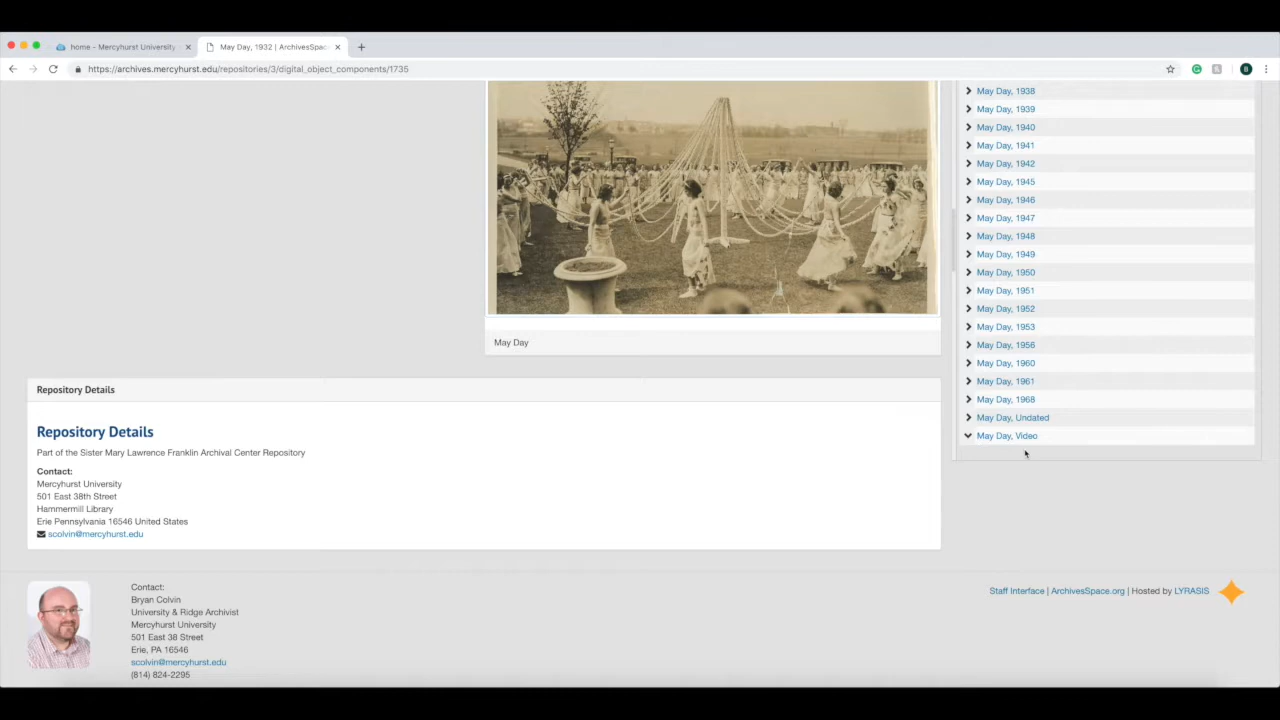 home - Mercyhurst University
May Day, 1932 | ArchivesSpac
https://archives.mercyhurst.edu/repositories/3/digital_object_components/1735
May Day
Repository Details
Repository Details
Part of the Sister Mary Lawrence Franklin Archival Center Repository
Contact:
Mercyhurst University
501 East 38th Street
Hammermill Library
Erie Pennsylvania 16546 United States
scolvin@mercyhurst.edu
May Day, 1938
May Day, 1939
May Day, 1940
May Day, 1941
May Day, 1942
May Day, 1945
May Day, 1946
May Day, 1947
May Day, 1948
May Day, 1949
May Day, 1950
May Day, 1951
May Day, 1952
May Day, 1953
May Day, 1956
May Day, 1960
May Day, 1961
May Day, 1968
May Day, Undated
May Day, Video
Contact:
Bryan Colvin
University & Ridge Archivist
Mercyhurst University
501 East 38 Street
Erie, PA 16546
scolvin@mercyhurst.edu
(814) 824-2295
Staff Interface | ArchivesSpace.org | Hosted by LYRASIS